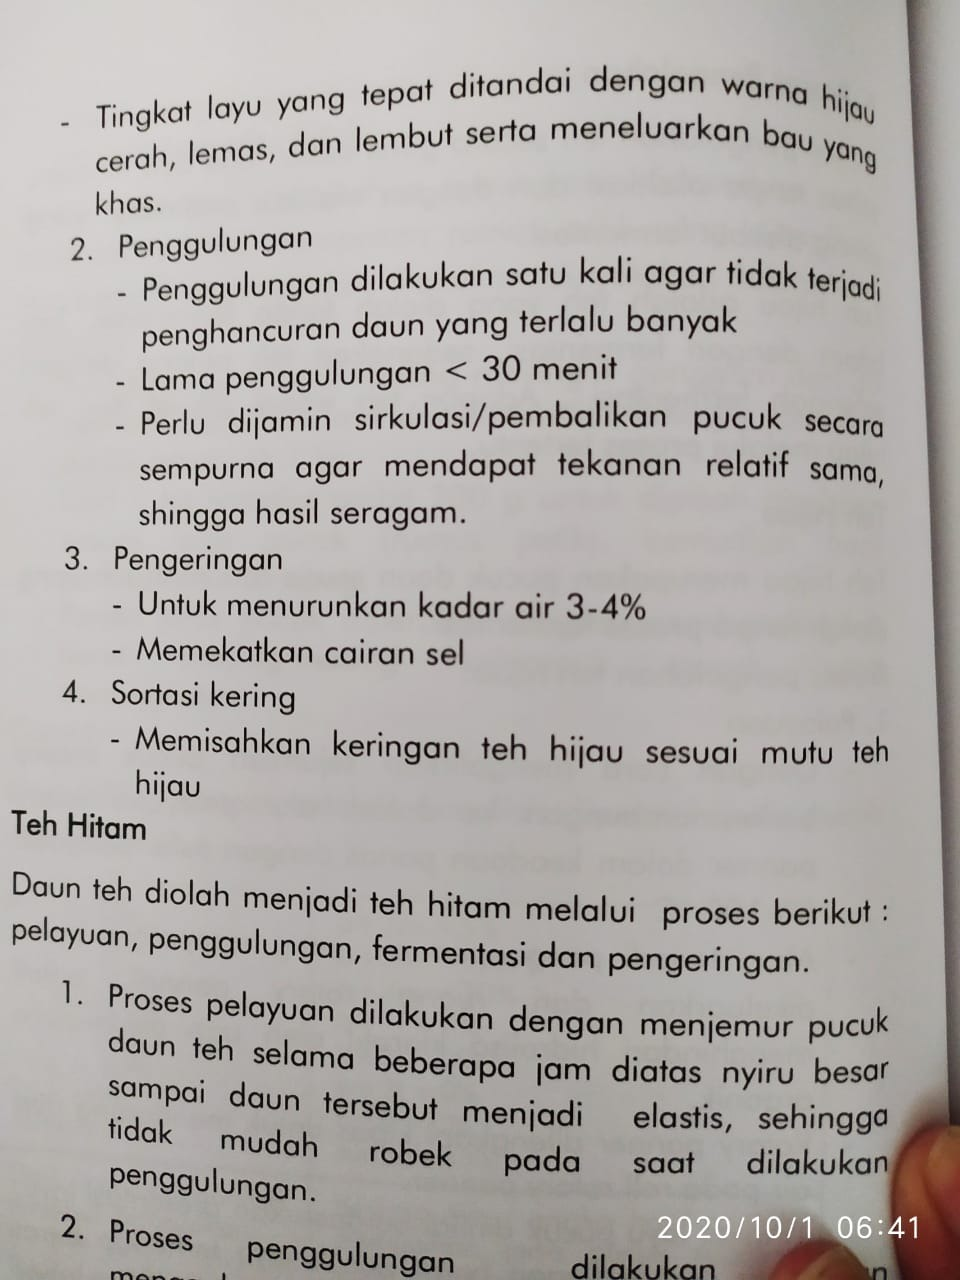 - Tingkat layu yang tepat ditandai dengan warna hijau
cerah, lemas, dan lembut serta meneluarkan bau yang
khas.
2. Penggulungan
- Penggulungan dilakukan satu kali agar tidak terjadi
penghancuran daun yang terlalu banyak
- Lama penggulungan < 30 menit
- Perlu dijamin sirkulasi/pembalikan pucuk secara
sempurna agar mendapat tekanan relatif sama,
shingga hasil seragam.
3. Pengeringan
- Untuk menurunkan kadar air 3-4%
- Memekatkan cairan sel
4. Sortasi kering
- Memisahkan keringan teh hijau sesuai mutu teh
hijau
Teh Hitam
Daun teh diolah menjadi teh hitam melalui proses berikut :
pelayuan, penggulungan, fermentasi dan pengeringan.
1. Proses pelayuan dilakukan dengan menjemur pucuk
daun teh selama beberapa jam diatas nyiru besar
sampai daun tersebut menjadi elastis, sehingga
tidak mudah robek pada saat dilakukan
penggulungan.
2. Proses penggulungan dilakukan
2020/10/1 06:41